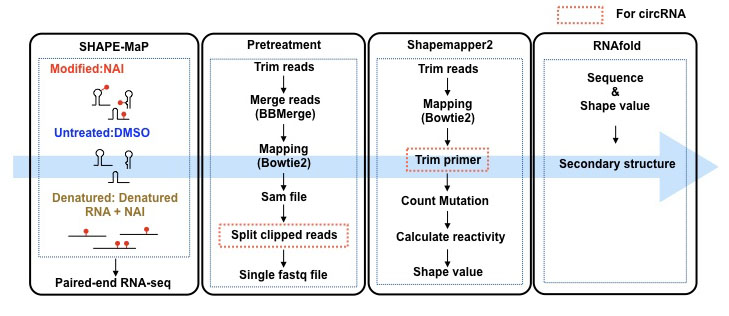 For circRNA
SHAPE-MaP
Modified:NAI
Untreated:DMSO
Denatured: Denatured
RNA + NAI
Paired-end RNA-seq
Pretreatment
Trim reads
Merge reads
(BBMerge)
Mapping
(Bowtie2)
Sam file
Split clipped reads
Single fastq file
Shapemapper2
Trim reads
Mapping
(Bowtie2)
Trim primer
Count Mutation
Calculate reactivity
Shape value
RNAfold
Sequence
&
Shape value
Secondary structure